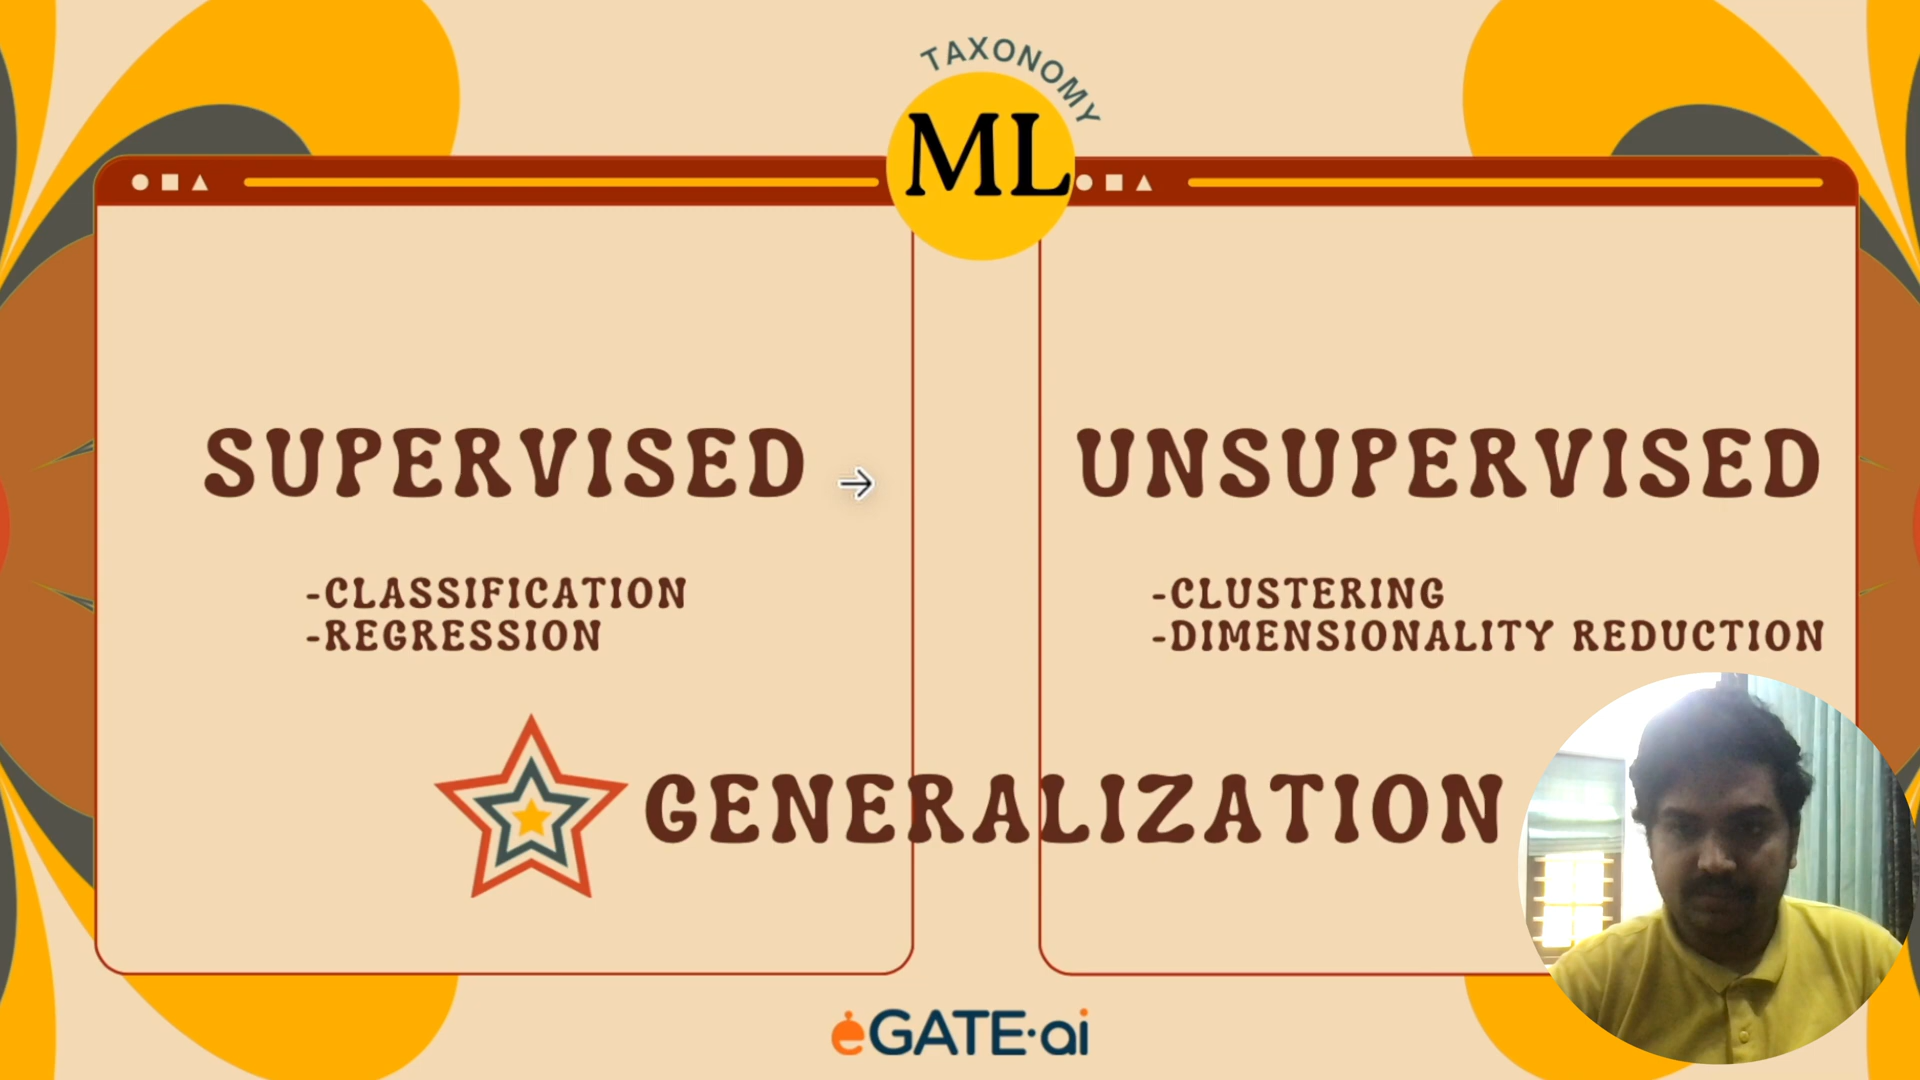 TAXONOMY
ML
SUPERVISED
-CLASSIFICATION
-REGRESSION
UNSUPERVISED
-CLUSTERING
-DIMENSIONALITY REDUCTION
GENERALIZATION
eGATE·ai